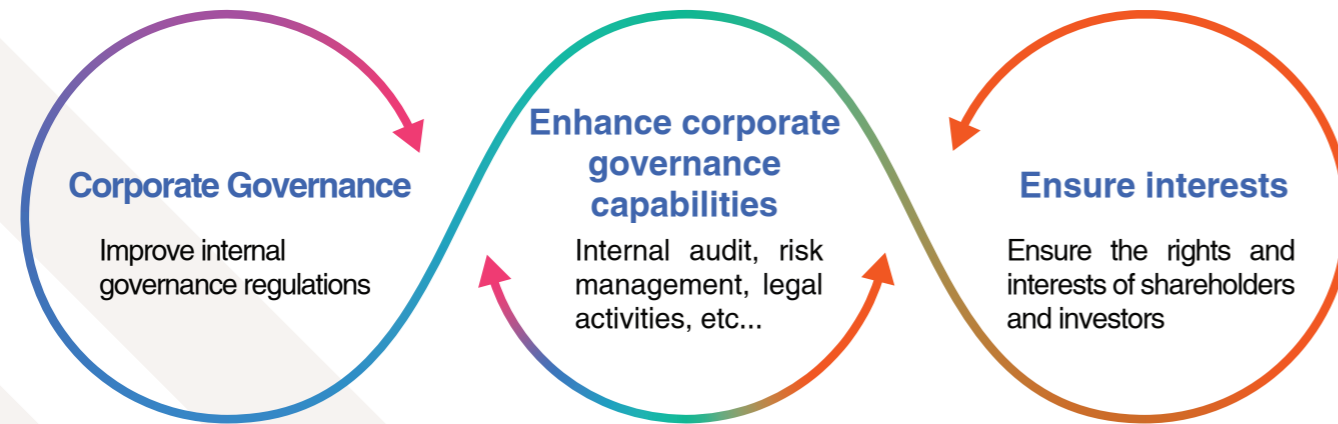 Corporate Governance
Improve internal
governance regulations
Enhance corporate
governance
capabilities
Internal audit, risk
management, legal
activities, etc...
Ensure interests
Ensure the rights and
interests of shareholders
and investors